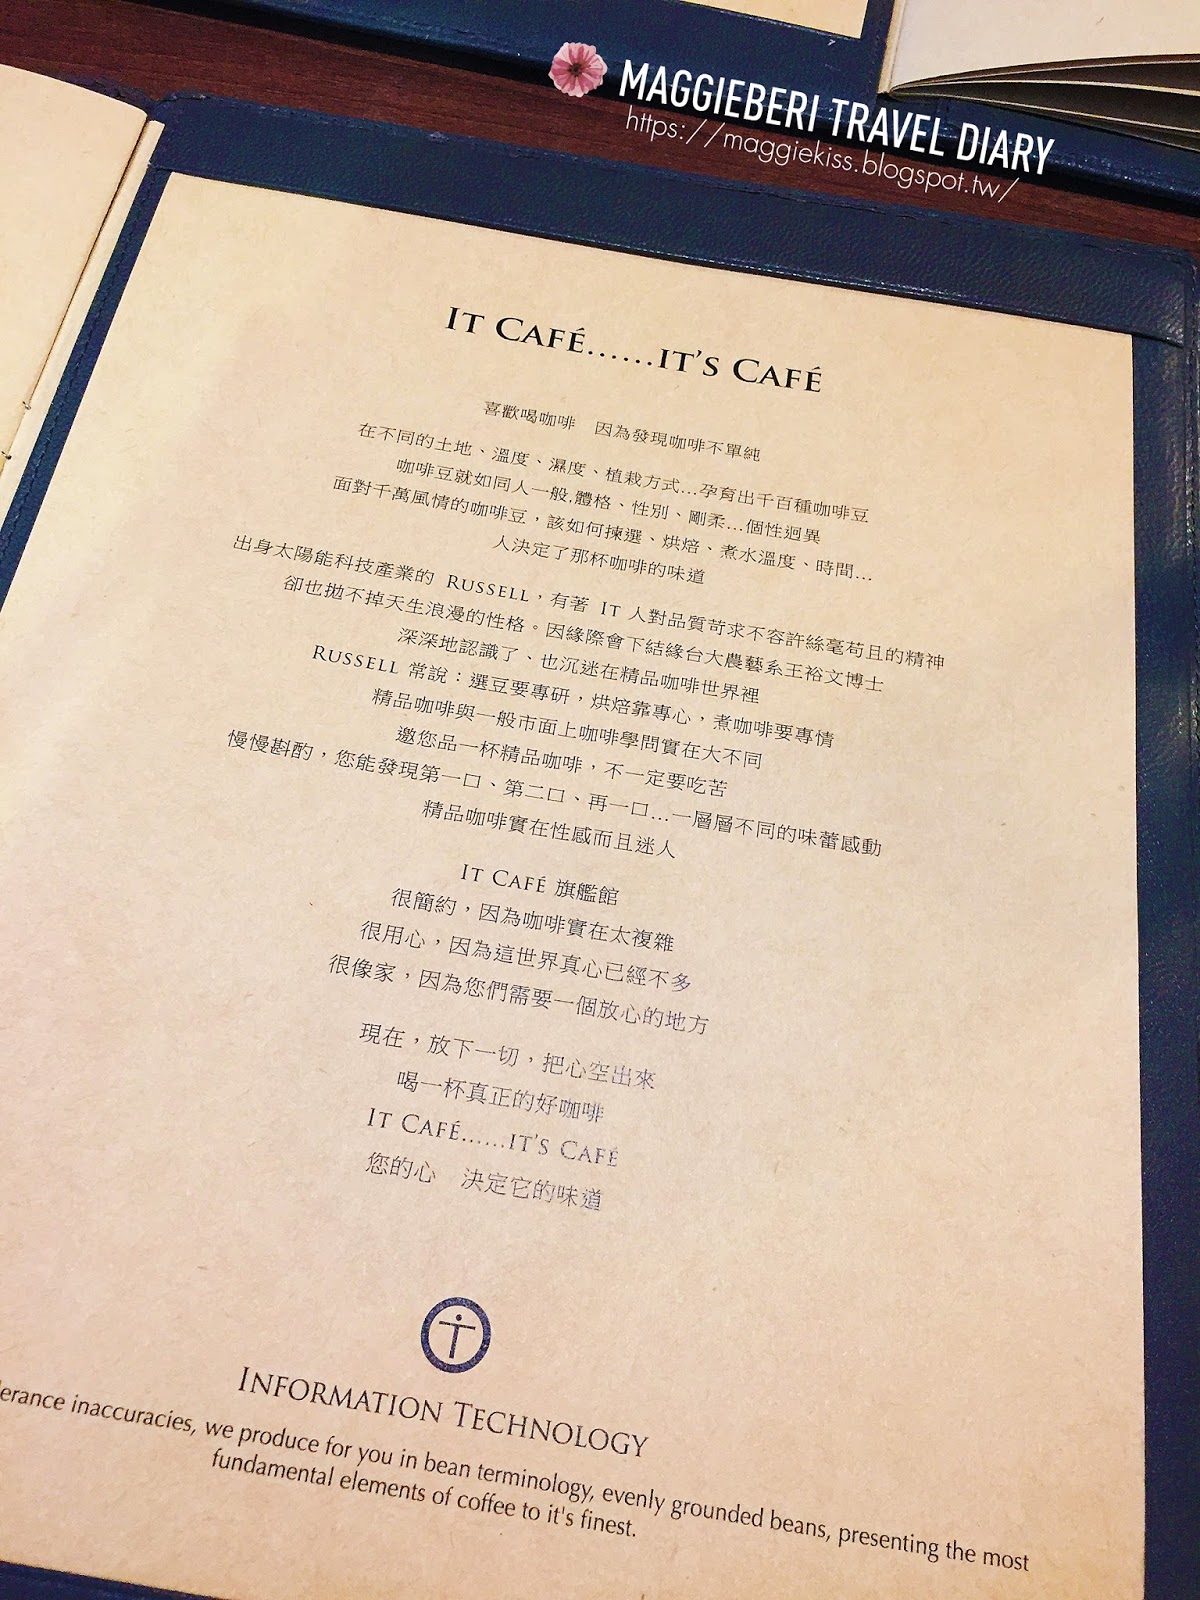 MAGGIEBERI TRAVEL DIARY
https://maggiekiss.blogspot.tw/
IT CAFÉ......IT'S CAFÉ
喜歡喝咖啡　因為發現咖啡不單純
在不同的土地、溫度、濕度、植栽方式...孕育出千百種咖啡豆
咖啡豆就如同人一般,體格、性別、剛柔...個性迥異
面對千萬風情的咖啡豆，該如何揀選、烘焙、煮水溫度、時間...
人決定了那杯咖啡的味道
出身太陽能科技產業的 RUSSELL，有著 IT 人對品質苛求不容許絲毫苟且的精神
卻也拋不掉天生浪漫的性格。因緣際會下結緣台大農藝系王裕文博士
深深地認識了、也沉迷在精品咖啡世界裡
RUSSELL 常說：選豆要專研，烘焙靠專心，煮咖啡要專情
精品咖啡與一般市面上咖啡學問實在大不同
邀您品一杯精品咖啡，不一定要吃苦
慢慢斟酌，您能發現第一口、第二口、再一口...一層層不同的味蕾感動
精品咖啡實在性感而且迷人
IT CAFÉ 旗艦館
很簡約，因為咖啡實在太複雜
很用心，因為這世界真心已經不多
很像家，因為您們需要一個放心的地方
現在，放下一切，把心空出來
喝一杯真正的好咖啡
IT CAFÉ......IT'S CAFÉ
您的心　決定它的味道
INFORMATION TECHNOLOGY
inaccuracies, we produce for you in bean terminology, evenly grounded beans, presenting the most
fundamental elements of coffee to it's finest.